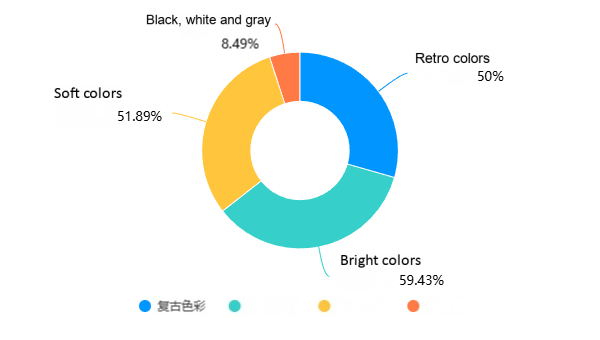 Black, white and gray
8.49%
Retro colors
50%
Soft colors
51.89%
Bright colors
59.43%
复古色彩